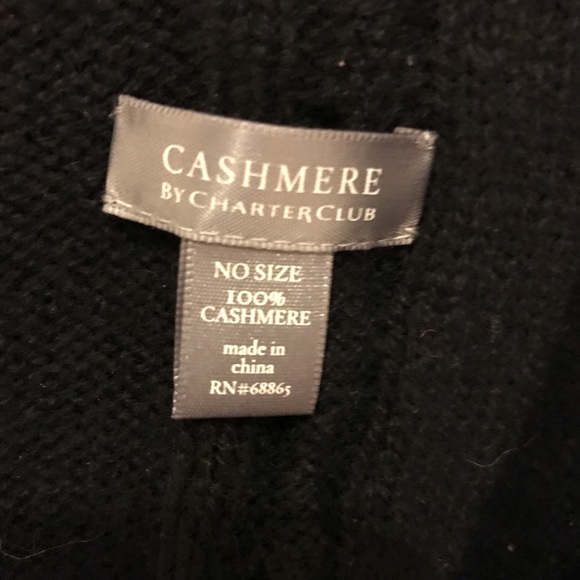 CASHMERE
BY CHARTER CLUB
NO SIZE
100%
CASHMERE
made in
china
RN#68865